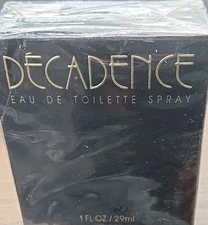 DÉCADENCE
EAU DE TOILETTE SPRAY
1 FL OZ / 29ml